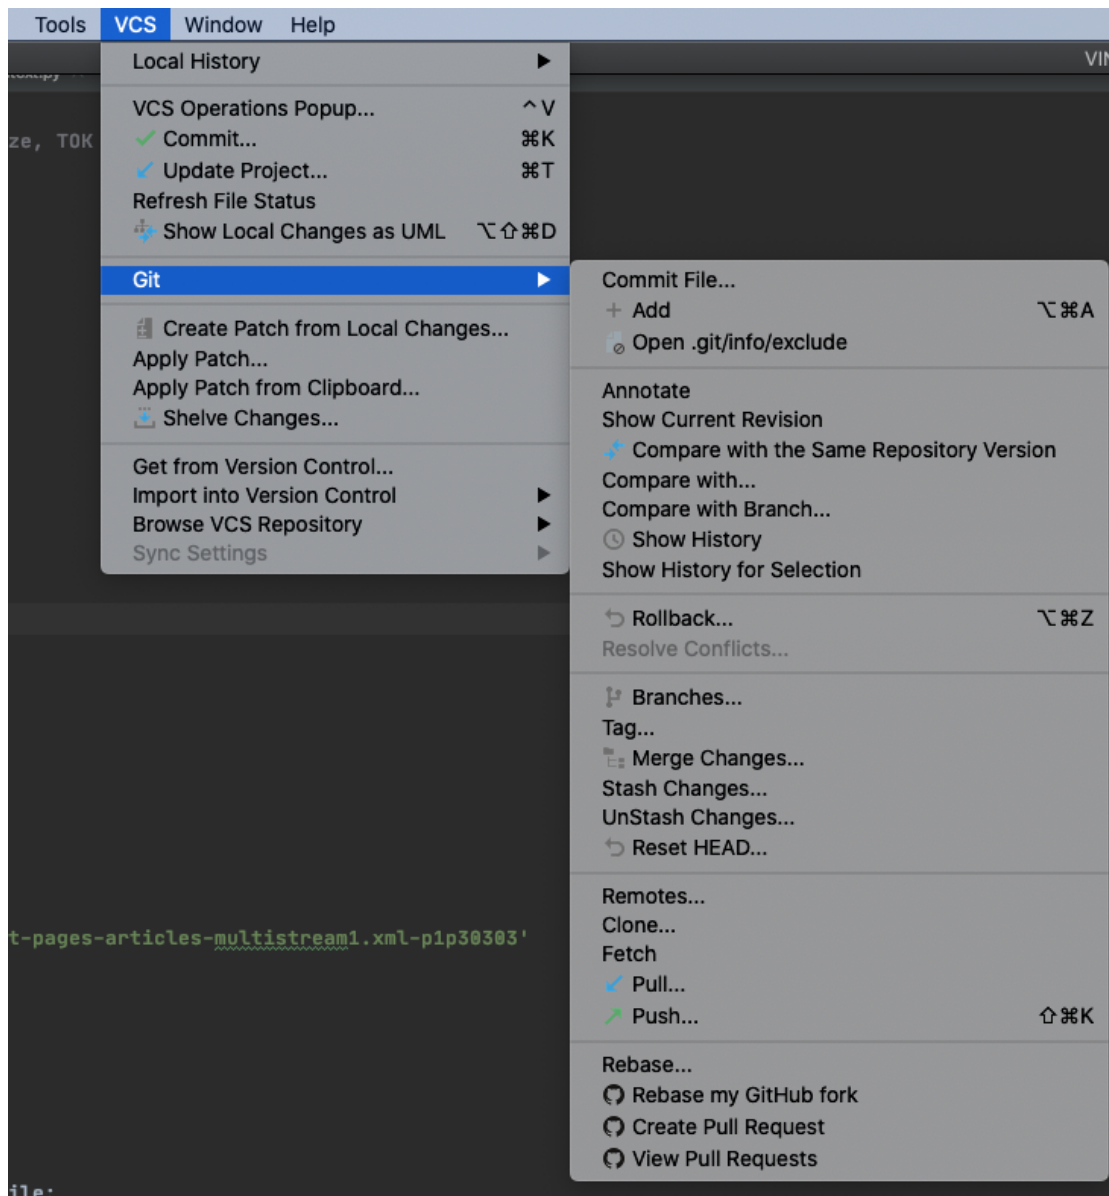 Tools VCS Window Help
VIN
Local History
ze, TOK
VCS Operations Popup... ^V
Commit... ⌘K
Update Project... ⌘T
Refresh File Status
Show Local Changes as UML ⌥⇧⌘D
Git
Create Patch from Local Changes...
Apply Patch...
Apply Patch from Clipboard...
Shelve Changes...
Get from Version Control...
Import into Version Control
Browse VCS Repository
Sync Settings
Commit File...
Add ⌥⌘A
Open .git/info/exclude
Annotate
Show Current Revision
Compare with the Same Repository Version
Compare with...
Compare with Branch...
Show History
Show History for Selection
Rollback... ⌥⌘Z
Resolve Conflicts...
Branches...
Tag...
Merge Changes...
Stash Changes...
UnStash Changes...
Reset HEAD...
Remotes...
Clone...
Fetch
Pull...
Push... ⇧⌘K
Rebase...
Rebase my GitHub fork
Create Pull Request
View Pull Requests
t-pages-articles-multistream1.xml-p1p30303'
ile: